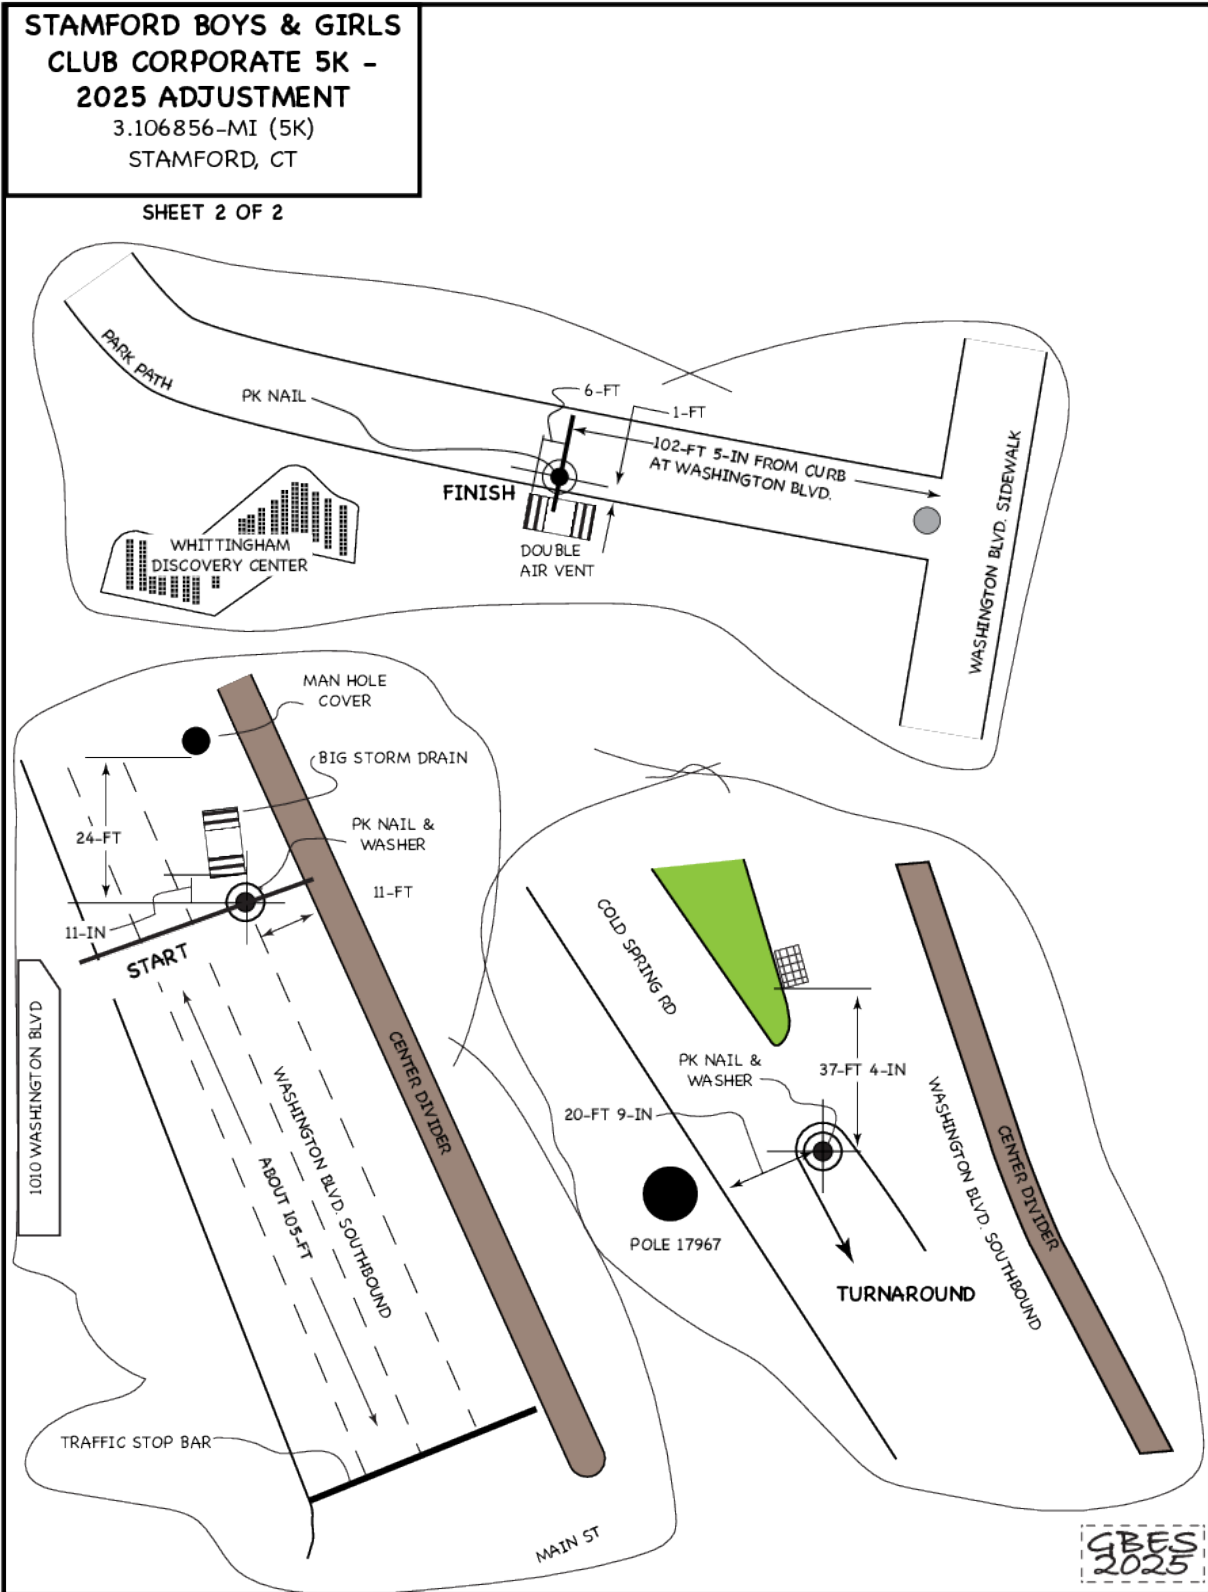 STAMFORD BOYS & GIRLS
CLUB CORPORATE 5K -
2025 ADJUSTMENT
3.106856-MI (5K)
STAMFORD, CT
SHEET 2 OF 2
PARK PATH
PK NAIL
6-FT
1-FT
102-FT 5-IN FROM CURB
AT WASHINGTON BLVD.
FINISH
WASHINGTON BLVD. SIDEWALK
WHITTINGHAM
DISCOVERY CENTER
DOUBLE
AIR VENT
MAN HOLE
COVER
BIG STORM DRAIN
24-FT
PK NAIL &
WASHER
11-FT
11-IN
START
1010 WASHINGTON BLVD
CENTER DIVIDER
WASHINGTON BLVD. SOUTHBOUND
ABOUT 105-FT
TRAFFIC STOP BAR
MAIN ST
COLD SPRING RD
PK NAIL &
WASHER
37-FT 4-IN
20-FT 9-IN
POLE 17967
TURNAROUND
WASHINGTON BLVD. SOUTHBOUND
CENTER DIVIDER
GBES
2025